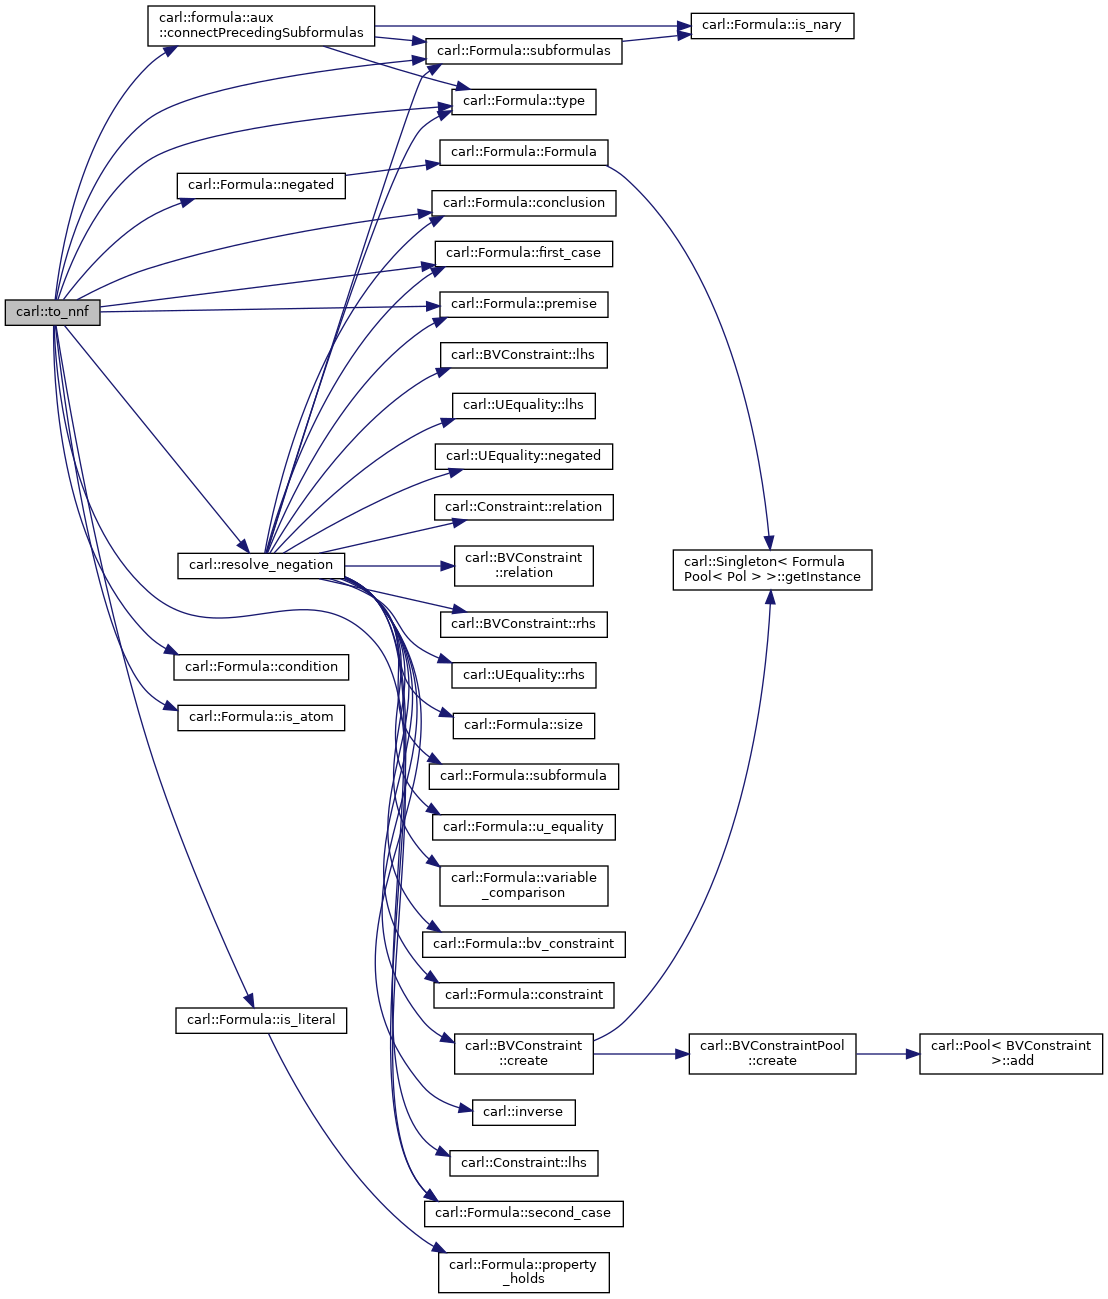 carl::formula::aux
::connectPrecedingSubformulas
carl::Formula::is_nary
carl::Formula::subformulas
carl::Formula::type
carl::Formula::Formula
carl::Formula::negated
carl::Formula::conclusion
carl::Formula::first_case
carl::Formula::premise
carl::to_nnf
carl::BVConstraint::lhs
carl::UEquality::lhs
carl::UEquality::negated
carl::Constraint::relation
carl::resolve_negation
carl::BVConstraint
::relation
carl::Singleton< Formula
Pool< Pol > >::getInstance
carl::BVConstraint::rhs
carl::Formula::condition
carl::UEquality::rhs
carl::Formula::is_atom
carl::Formula::size
carl::Formula::subformula
carl::Formula::u_equality
carl::Formula::variable
_comparison
carl::Formula::bv_constraint
carl::Formula::constraint
carl::Formula::is_literal
carl::BVConstraint
::create
carl::BVConstraintPool
::create
carl::Pool< BVConstraint
>::add
carl::inverse
carl::Constraint::lhs
carl::Formula::second_case
carl::Formula::property
_holds